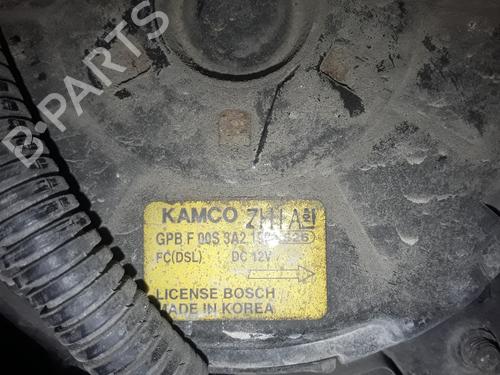 B-PARTS
KAMCO
GPB F 00S 3A2
FC(DSL) DC 12V
LICENSE BOSCH
MADE IN KOREA